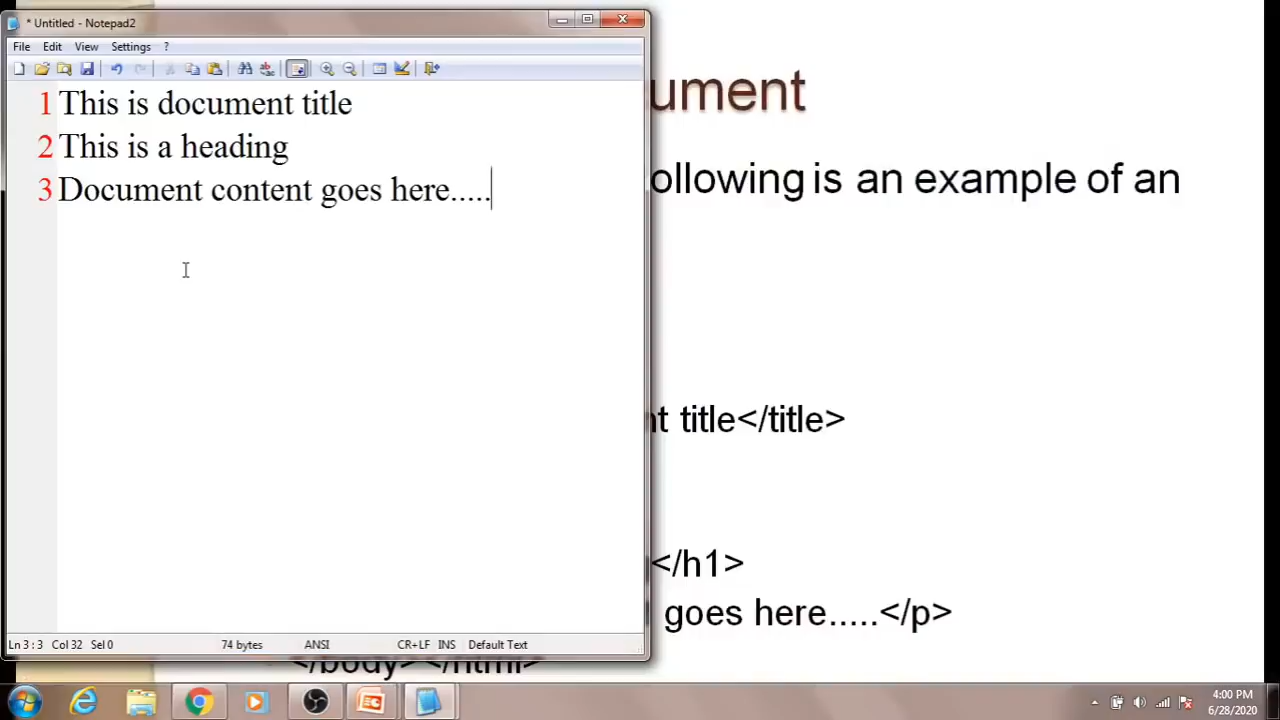 * Untitled - Notepad2
File Edit View Settings ?
1 This is document title
2 This is a heading
3 Document content goes here.....
Ln 3 : 3 Col 32 Sel 0 74 bytes ANSI CR+LF INS Default Text
ument
ollowing is an example of an
nt title</title>
</h1>
goes here.....</p>
</body></html>
4:00 PM
6/28/2020